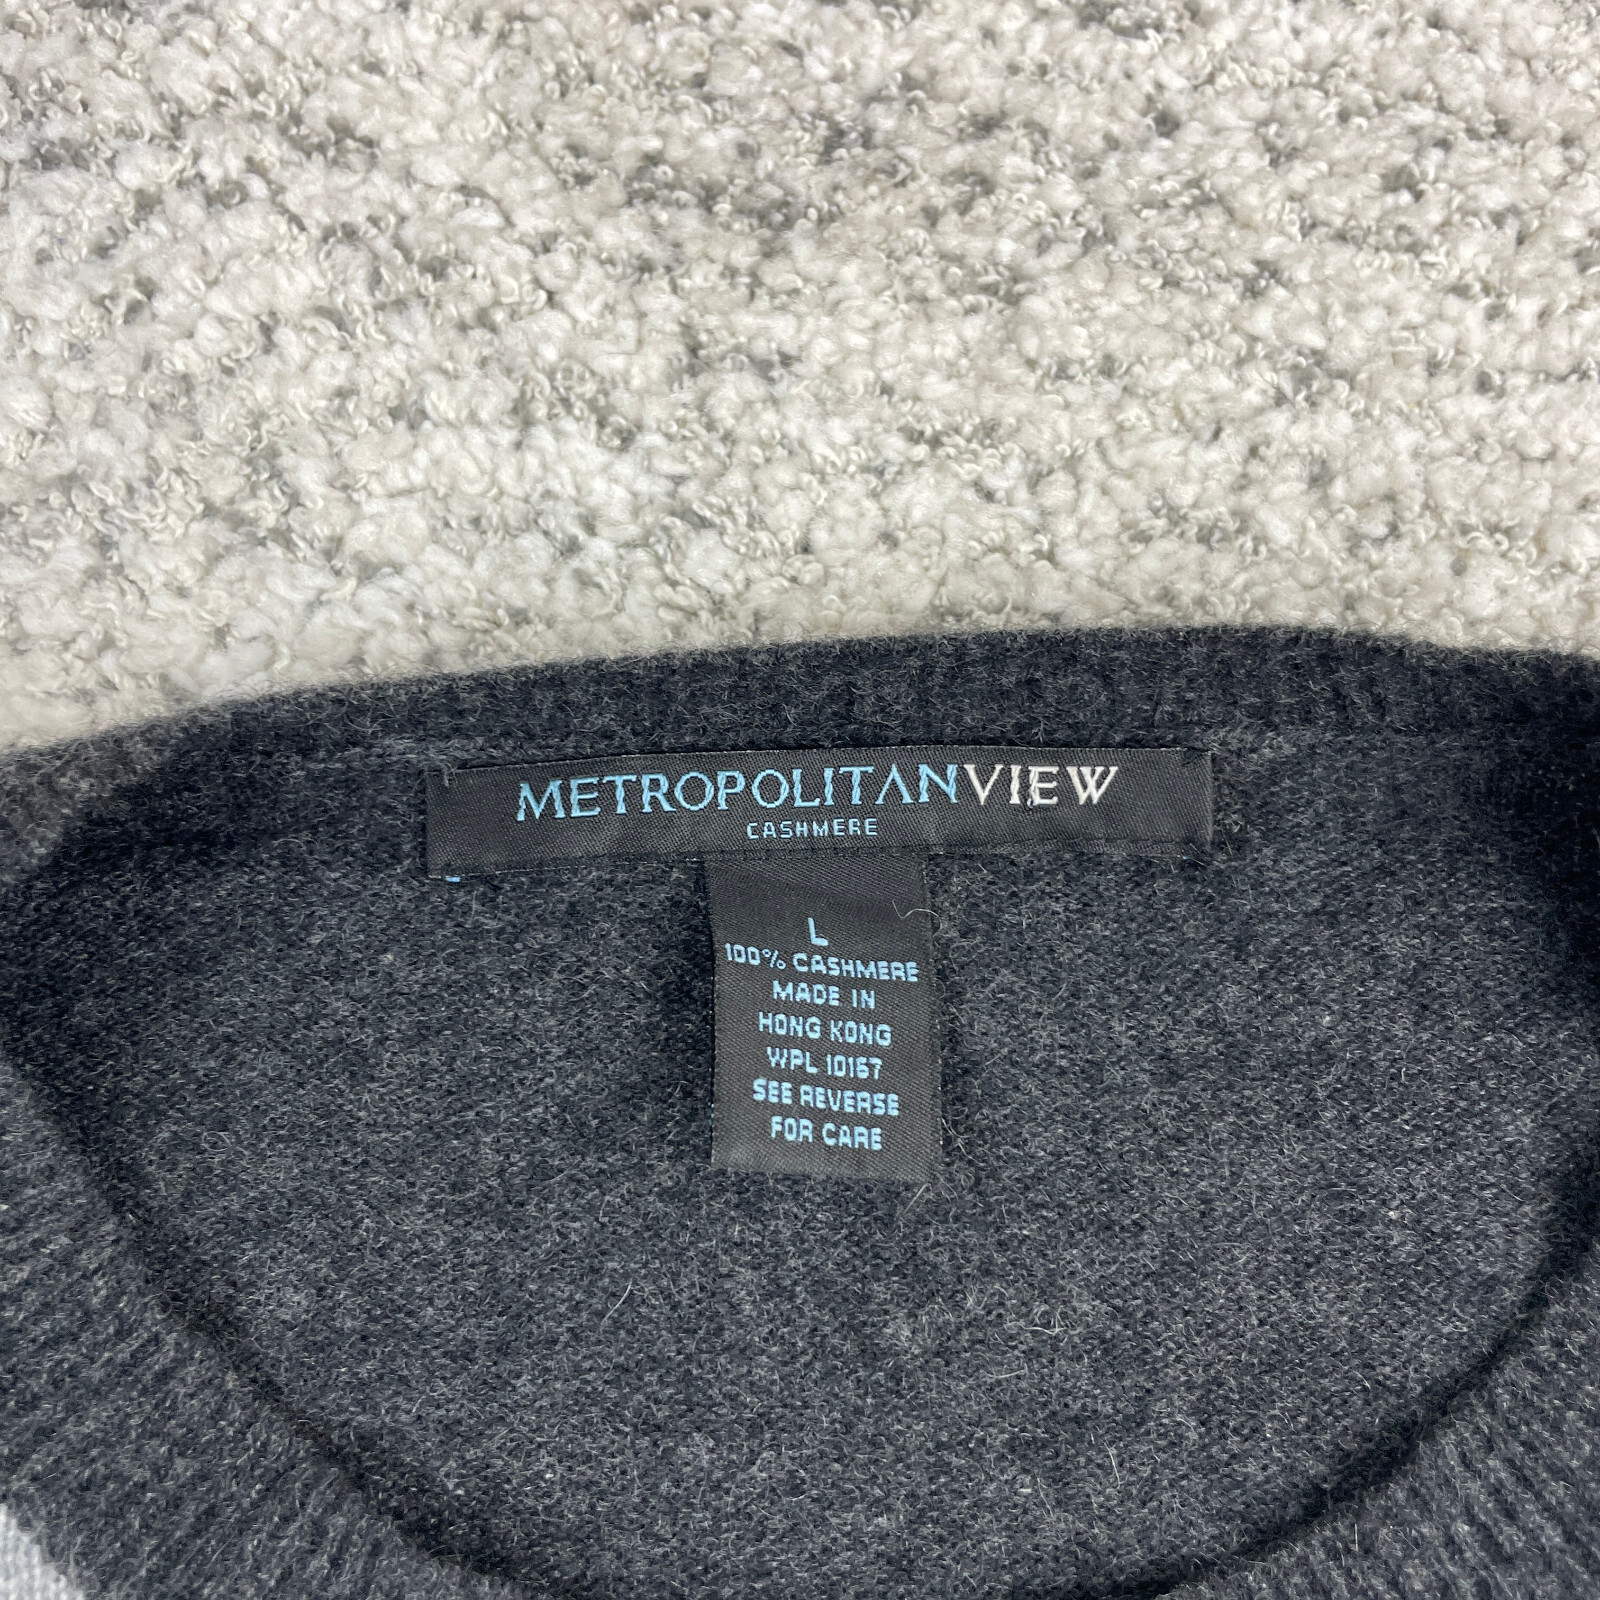 METROPOLITANVIEW
CASHMERE
L
100% CASHMERE
MADE IN
HONG KONG
WPL 10167
SEE REVERSE
FOR CARE